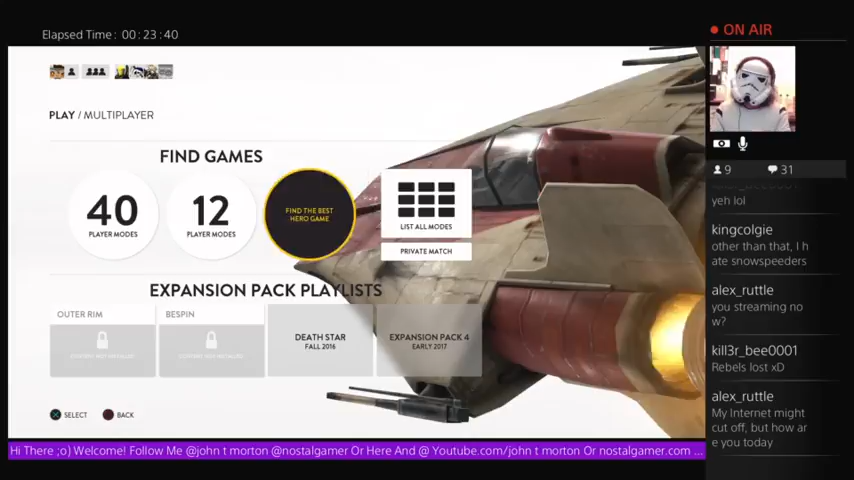 Elapsed Time : 00:23:40
ON AIR
PLAY / MULTIPLAYER
FIND GAMES
40
PLAYER MODES
12
PLAYER MODES
FIND THE BEST
HERO GAME
LIST ALL MODES
PRIVATE MATCH
EXPANSION PACK PLAYLISTS
OUTER RIM
BESPIN
DEATH STAR
FALL 2016
EXPANSION PACK 4
EARLY 2017
SELECT
BACK
9
31
yeh lol
kingcolgie
other than that, I h
ate snowspeeders
alex_ruttle
you streaming no
w?
kill3r_bee0001
Rebels lost xD
alex_ruttle
My Internet might
cut off, but how ar
e you today
Hi There ;o) Welcome! Follow Me @john t morton @nostalgamer Or Here And @ Youtube.com/john t morton Or nostalgamer.com ...